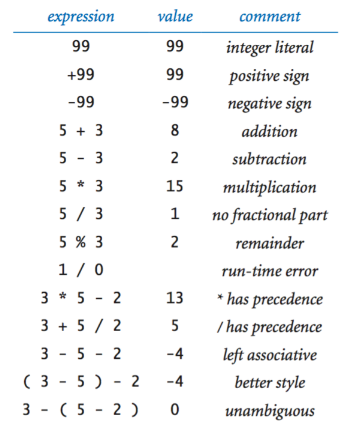 expression value comment
99 99 integer literal
+99 99 positive sign
-99 -99 negative sign
5 + 3 8 addition
5 - 3 2 subtraction
5 * 3 15 multiplication
5 / 3 1 no fractional part
5 % 3 2 remainder
1 / 0 run-time error
3 * 5 - 2 13 * has precedence
3 + 5 / 2 5 / has precedence
3 - 5 - 2 -4 left associative
( 3 - 5 ) - 2 -4 better style
3 - ( 5 - 2 ) 0 unambiguous